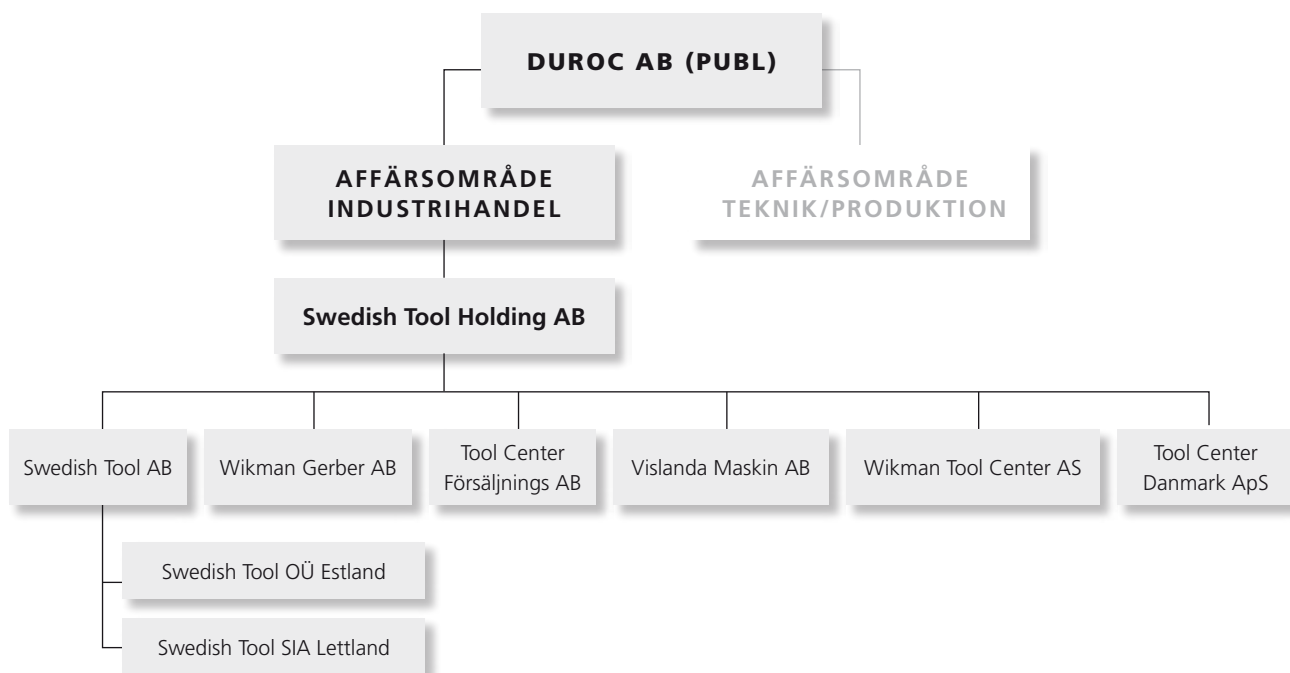 DUROC AB (PUBL)
AFFÄRSOMRÅDE
INDUSTRIHANDEL
AFFÄRSOMRÅDE
TEKNIK/PRODUKTION
Swedish Tool Holding AB
Swedish Tool AB
Wikman Gerber AB
Tool Center
Försäljnings AB
Vislanda Maskin AB
Wikman Tool Center AS
Tool Center
Danmark ApS
Swedish Tool OÜ Estland
Swedish Tool SIA Lettland